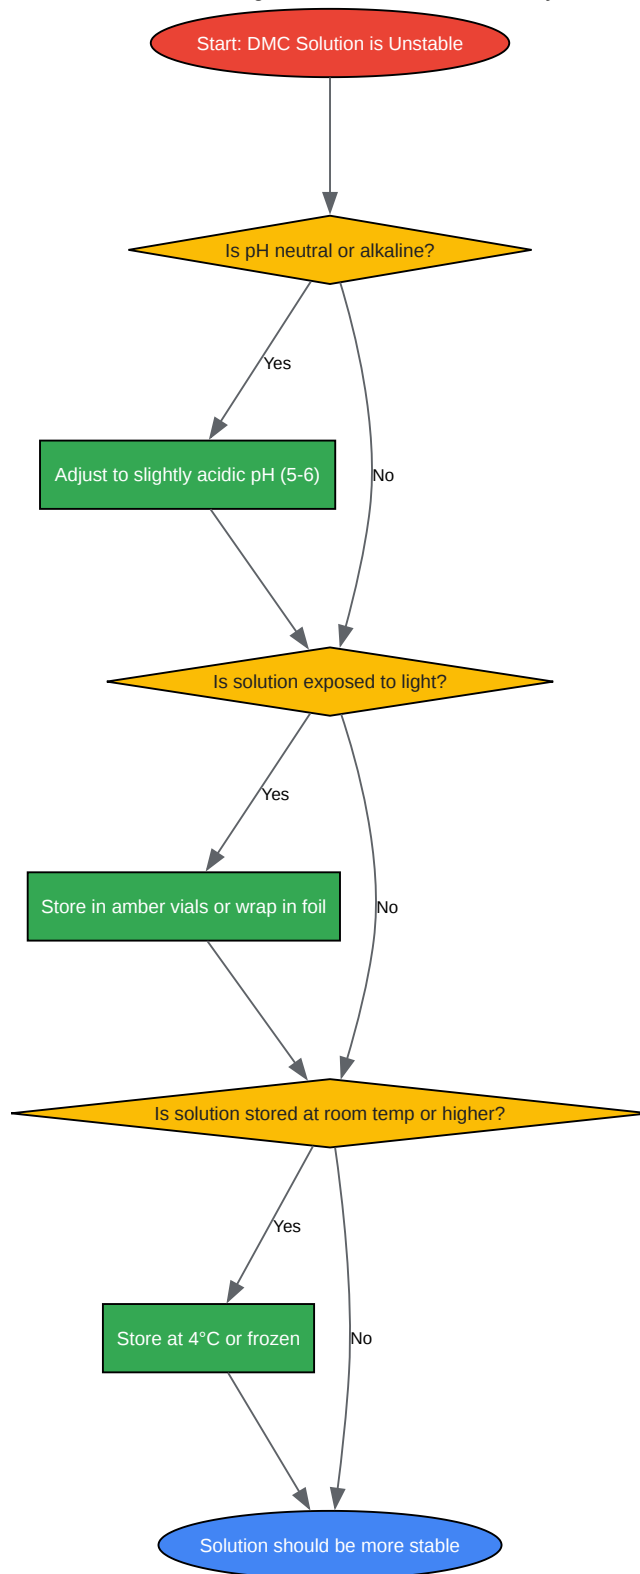 Start: DMC Solution is Unstable
Is pH neutral or alkaline?
Yes
Adjust to slightly acidic pH (5-6)
No
Is solution exposed to light?
Yes
Store in amber vials or wrap in foil
No
Is solution stored at room temp or higher?
Yes
Store at 4°C or frozen
No
Solution should be more stable